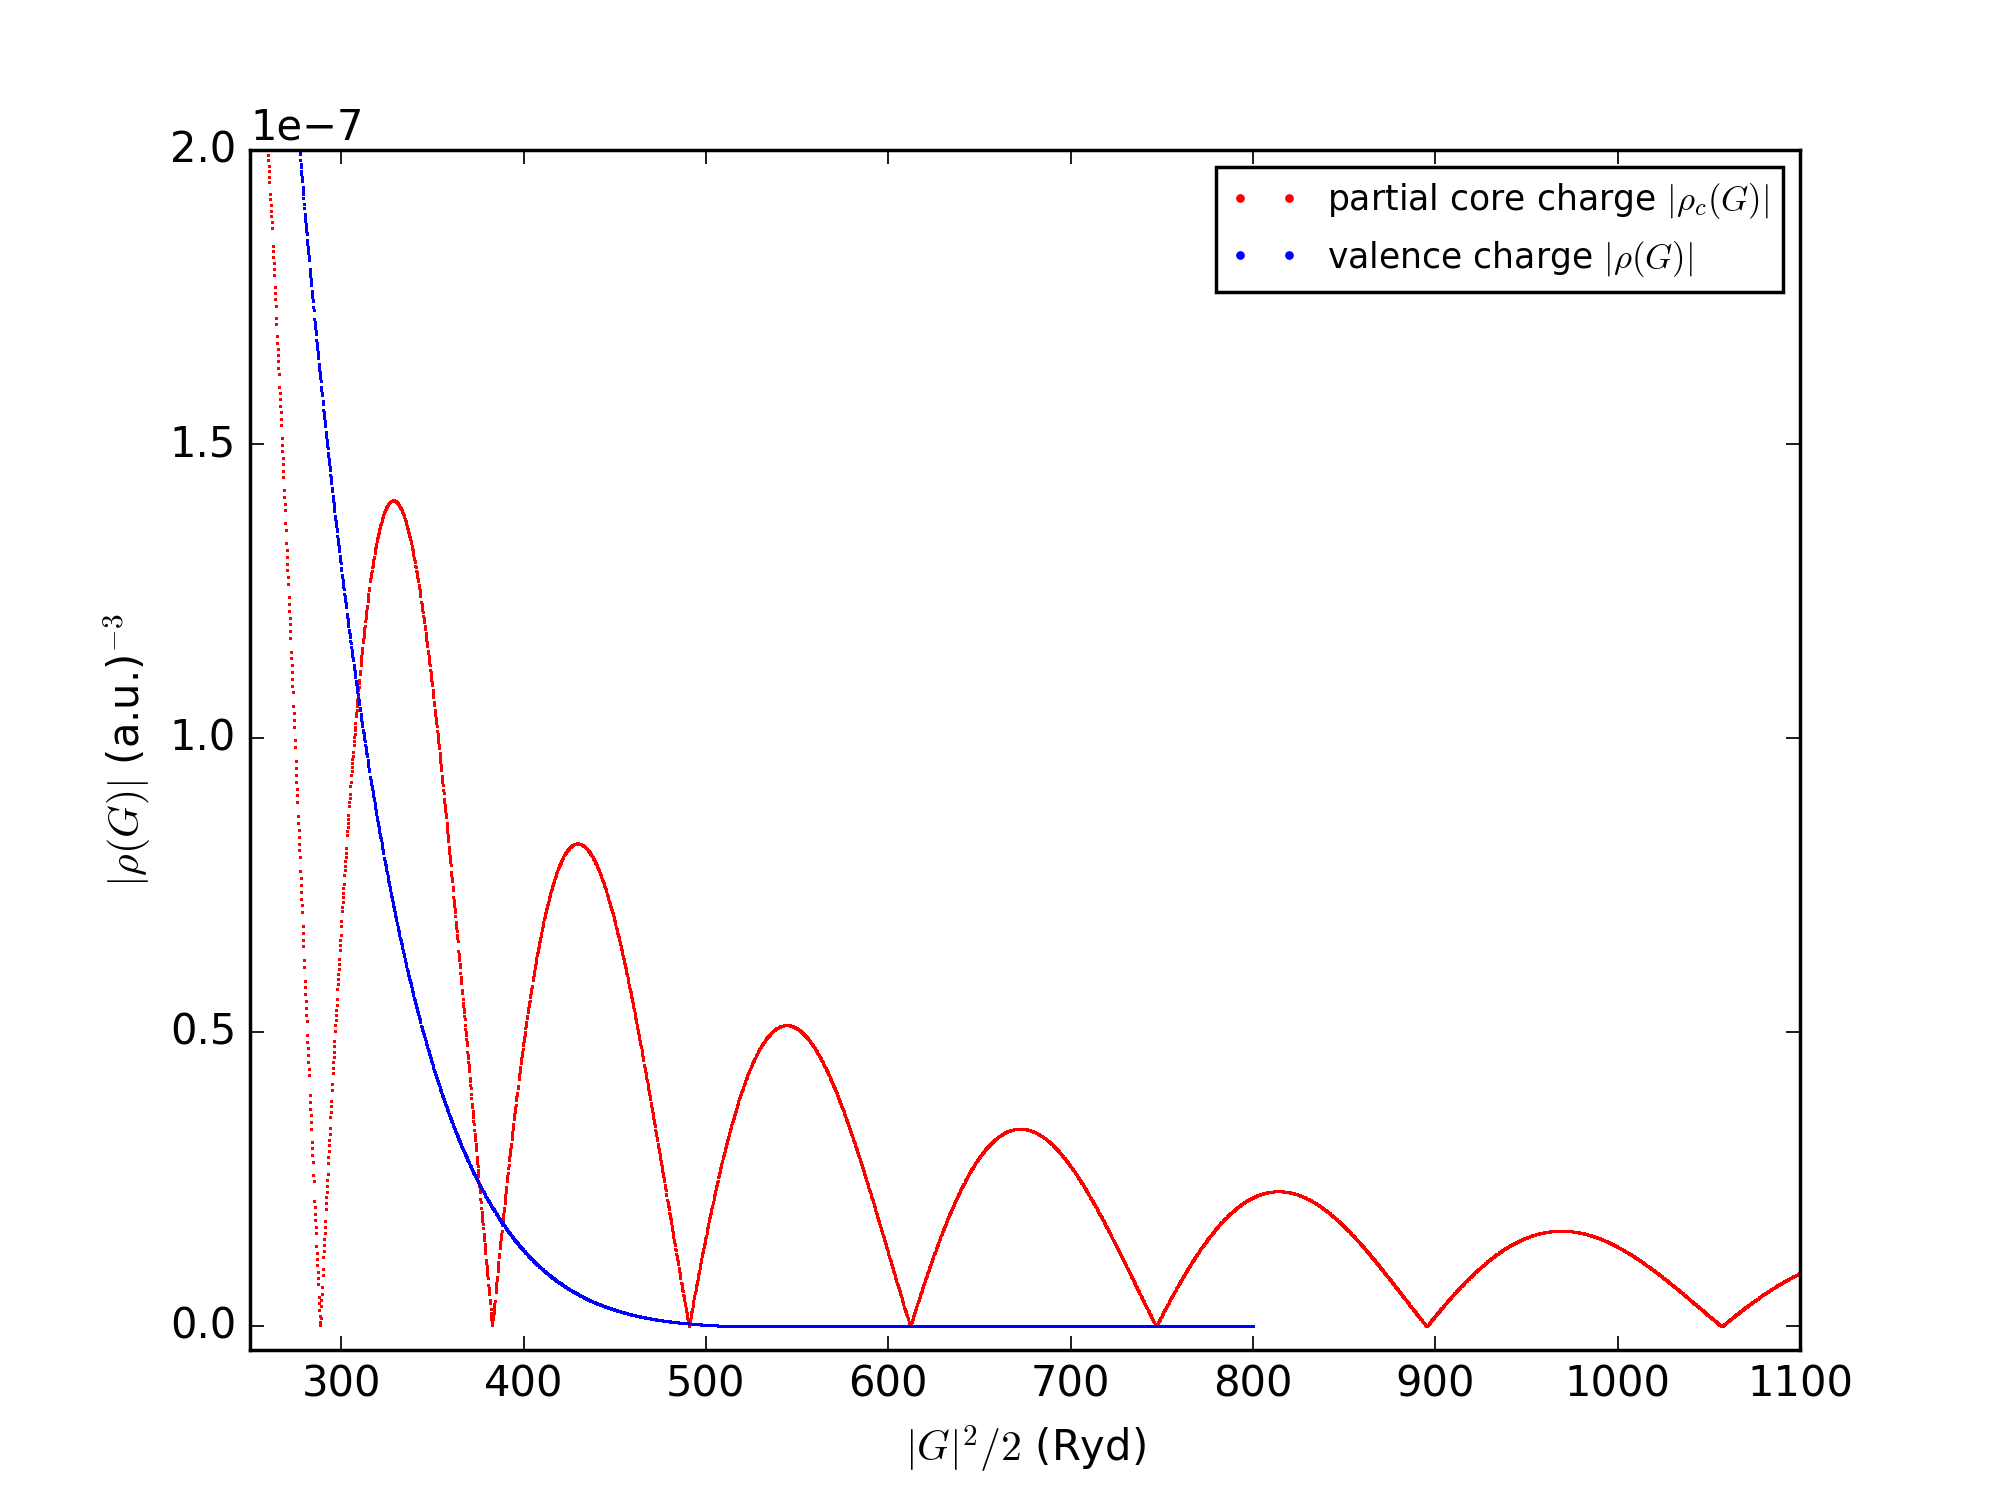 1e−7
2.0
1.5
1.0
0.5
0.0
|ρ(G)| (a.u.)⁻³
partial core charge |ρ_c(G)|
valence charge |ρ(G)|
300 400 500 600 700 800 900 1000 1100
|G|²/2 (Ryd)